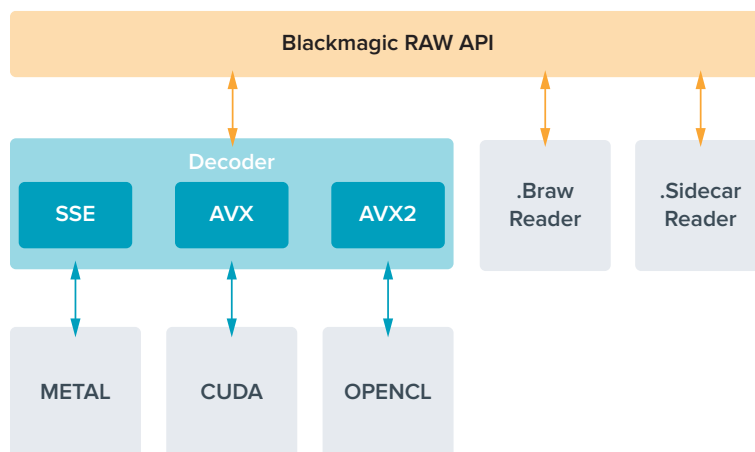 Blackmagic RAW API
Decoder
SSE
AVX
AVX2
.Braw
Reader
.Sidecar
Reader
METAL
CUDA
OPENCL